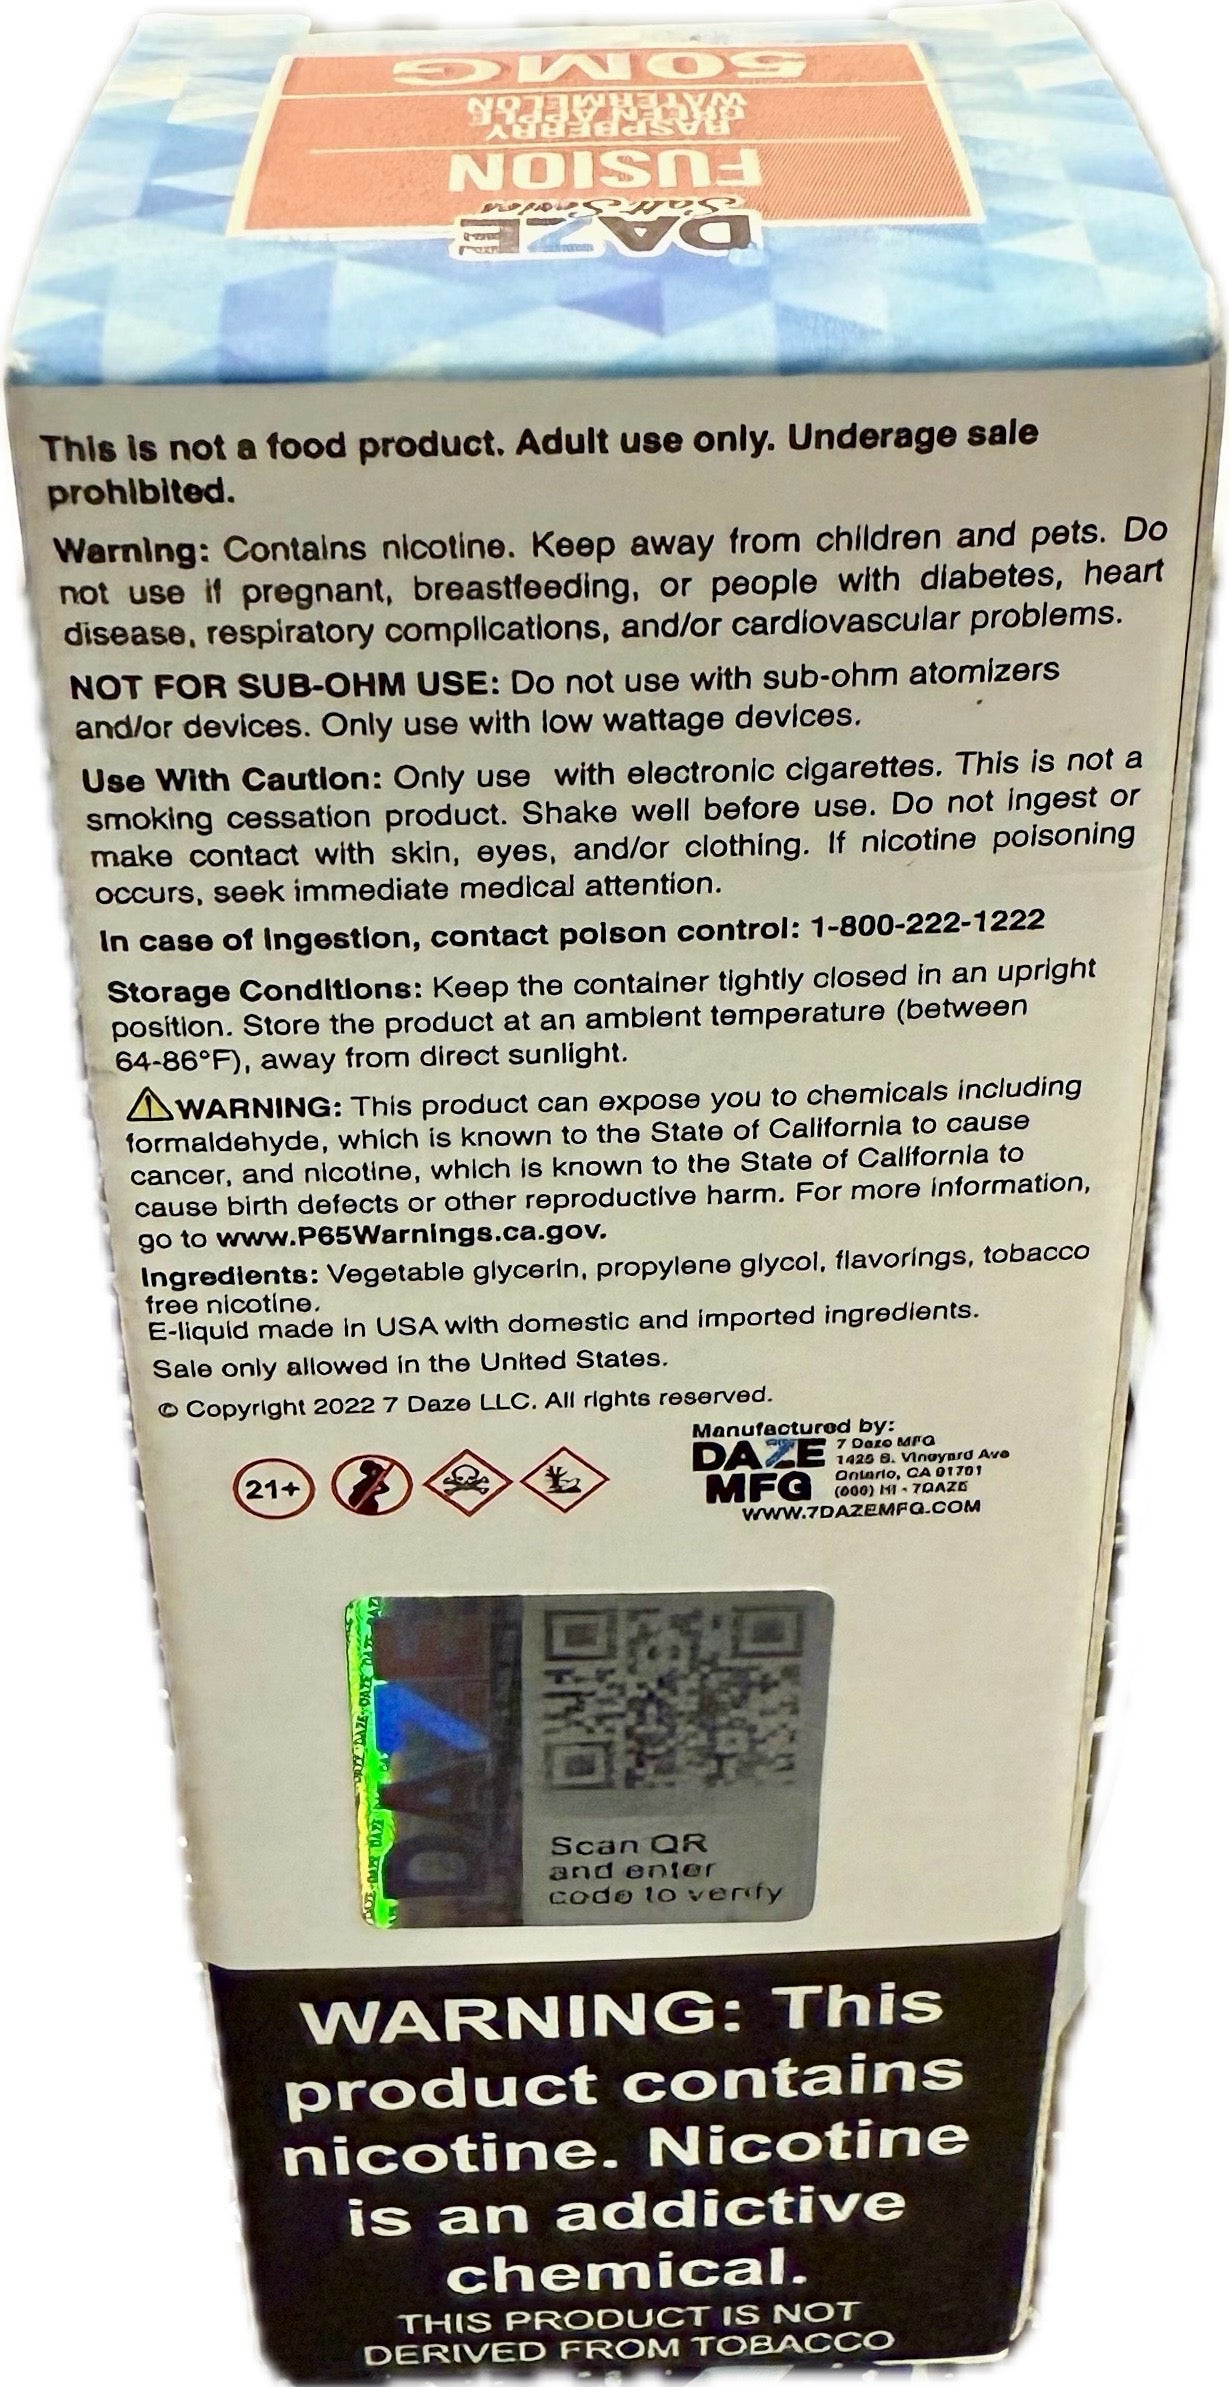 50MG
RASPBERRY
GREEN APPLE
WATERMELON
FUSION
DAZE
Salt Series
This is not a food product. Adult use only. Underage sale
prohibited.
Warning: Contains nicotine. Keep away from children and pets. Do
not use if pregnant, breastfeeding, or people with diabetes, heart
disease, respiratory complications, and/or cardiovascular problems.
NOT FOR SUB-OHM USE: Do not use with sub-ohm atomizers
and/or devices. Only use with low wattage devices.
Use With Caution: Only use with electronic cigarettes. This is not a
smoking cessation product. Shake well before use. Do not ingest or
make contact with skin, eyes, and/or clothing. If nicotine poisoning
occurs, seek immediate medical attention.
In case of Ingestion, contact poison control: 1-800-222-1222
Storage Conditions: Keep the container tightly closed in an upright
position. Store the product at an ambient temperature (between
64-86°F), away from direct sunlight.
WARNING: This product can expose you to chemicals including
formaldehyde, which is known to the State of California to cause
cancer, and nicotine, which is known to the State of California to
cause birth defects or other reproductive harm. For more information,
go to www.P65Warnings.ca.gov.
Ingredients: Vegetable glycerin, propylene glycol, flavorings, tobacco
free nicotine.
E-liquid made in USA with domestic and imported ingredients.
Sale only allowed in the United States.
© Copyright 2022 7 Daze LLC. All rights reserved.
21+
Manufactured by:
DAZE MFG
7 Daze MFG
1425 S. Vineyard Ave
Ontario, CA 91761
HI - 7DAZE
WWW.7DAZEMFG.COM
DAZE
Scan QR
and enter
code to verify
WARNING: This
product contains
nicotine. Nicotine
is an addictive
chemical.
THIS PRODUCT IS NOT
DERIVED FROM TOBACCO